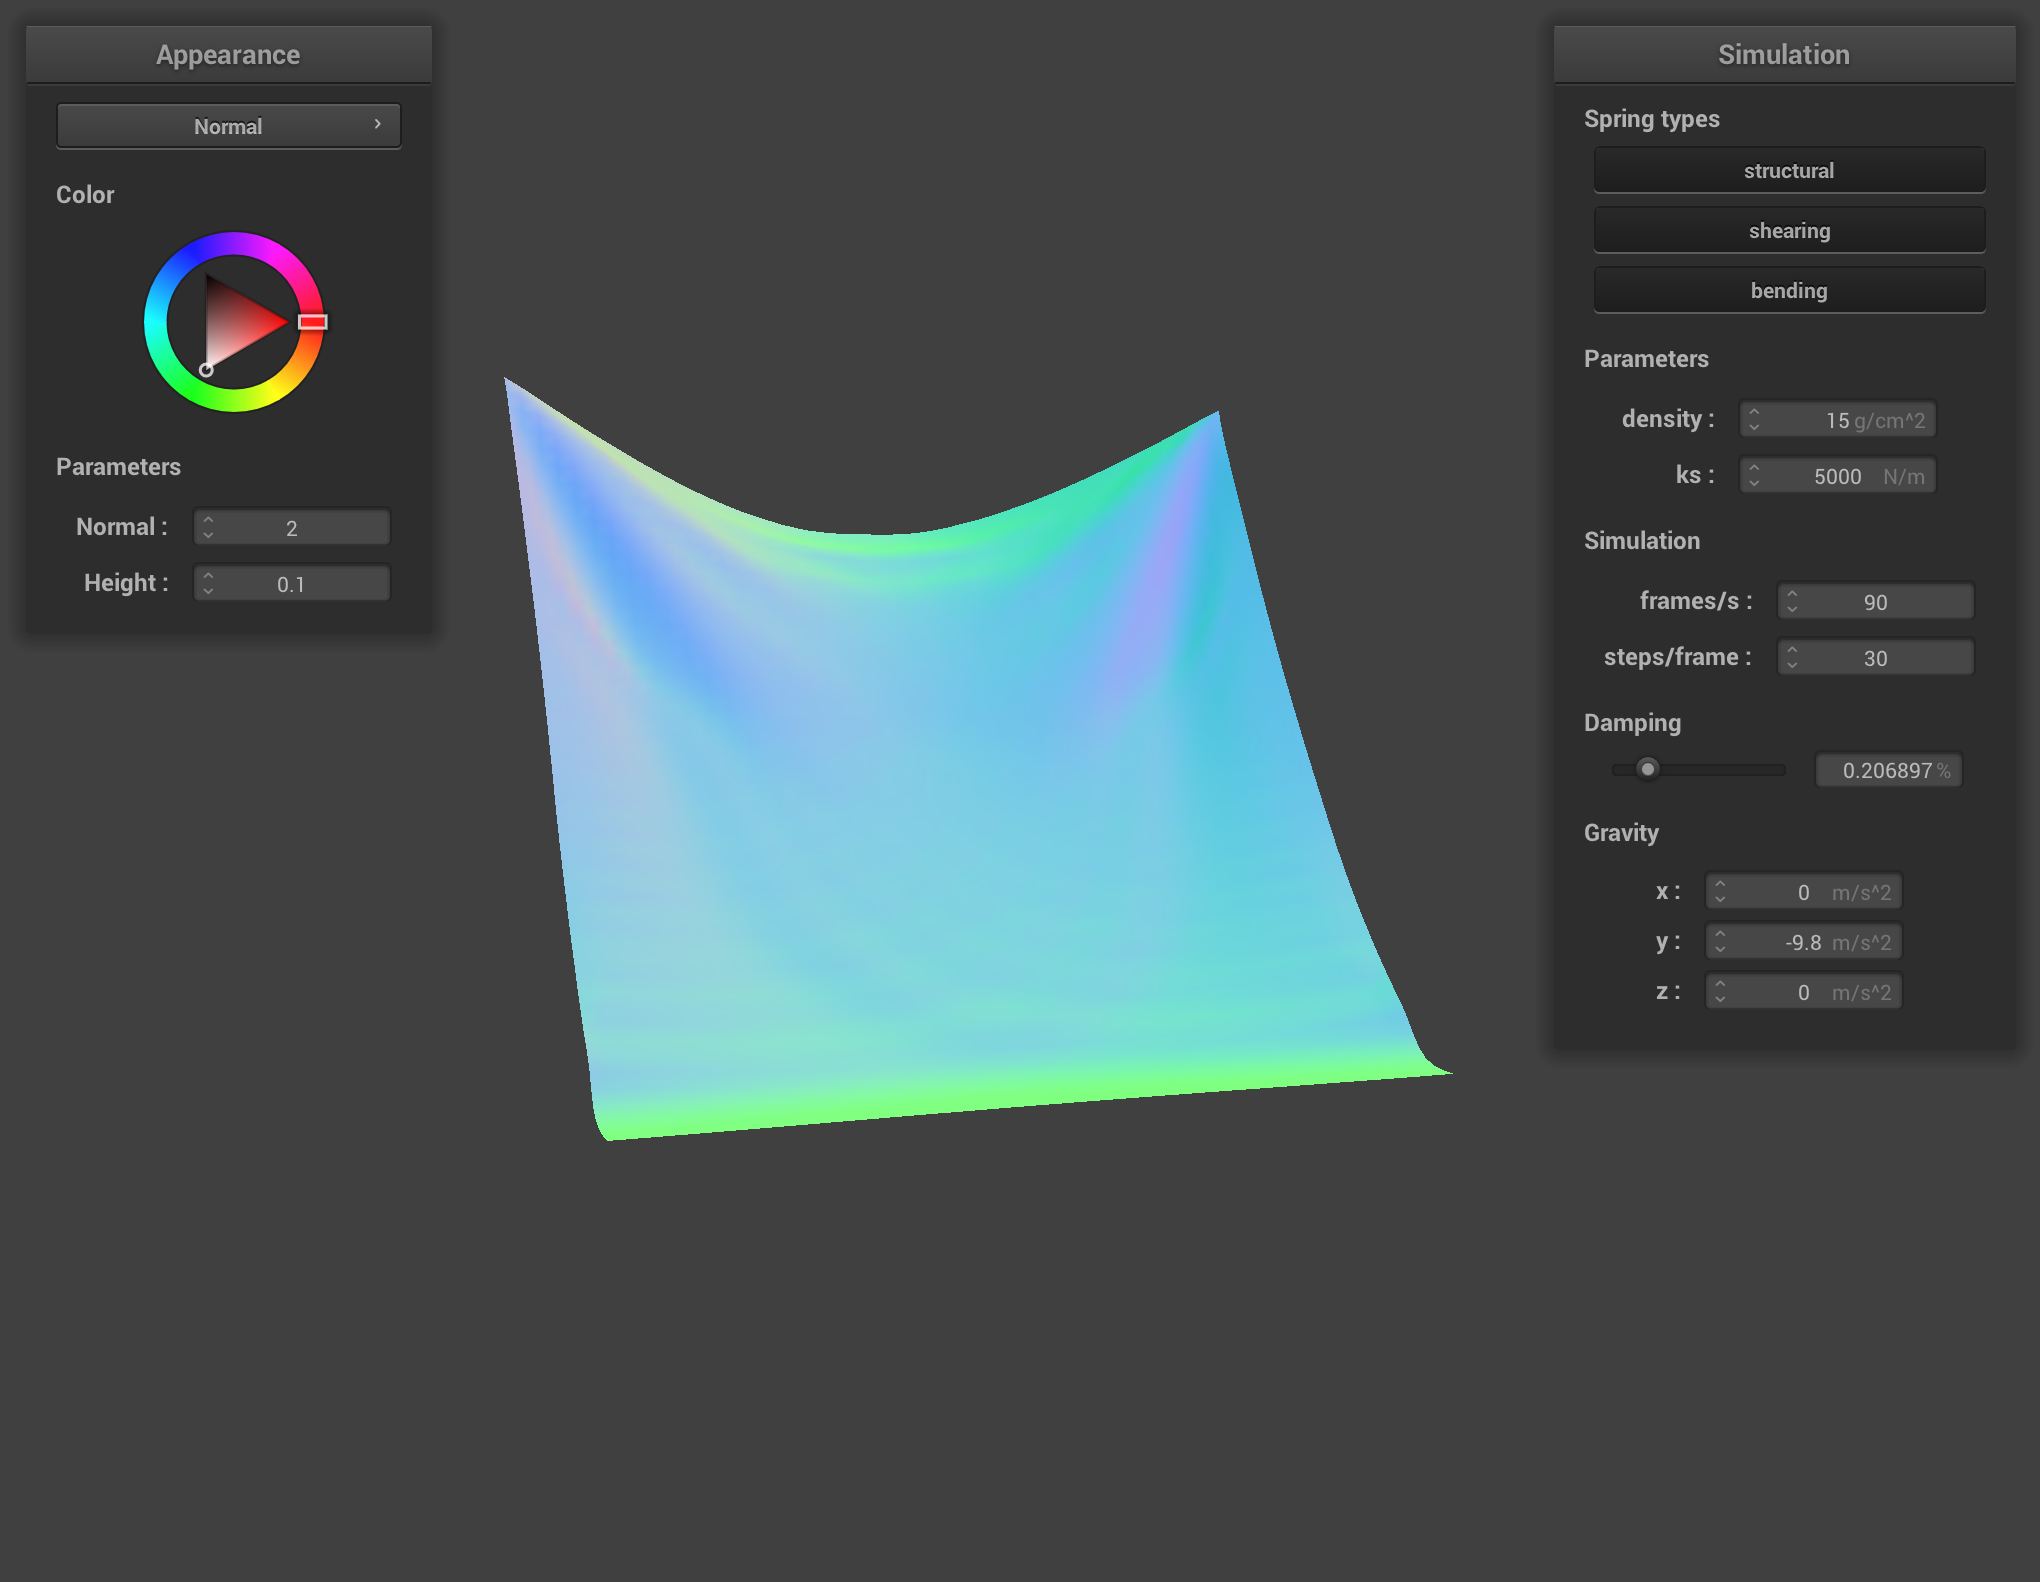 Appearance
Normal
Color
Parameters
Normal : 2
Height : 0.1
Simulation
Spring types
structural
shearing
bending
Parameters
density : 15 g/cm^2
ks : 5000 N/m
Simulation
frames/s : 90
steps/frame : 30
Damping
0.206897 %
Gravity
x : 0 m/s^2
y : -9.8 m/s^2
z : 0 m/s^2